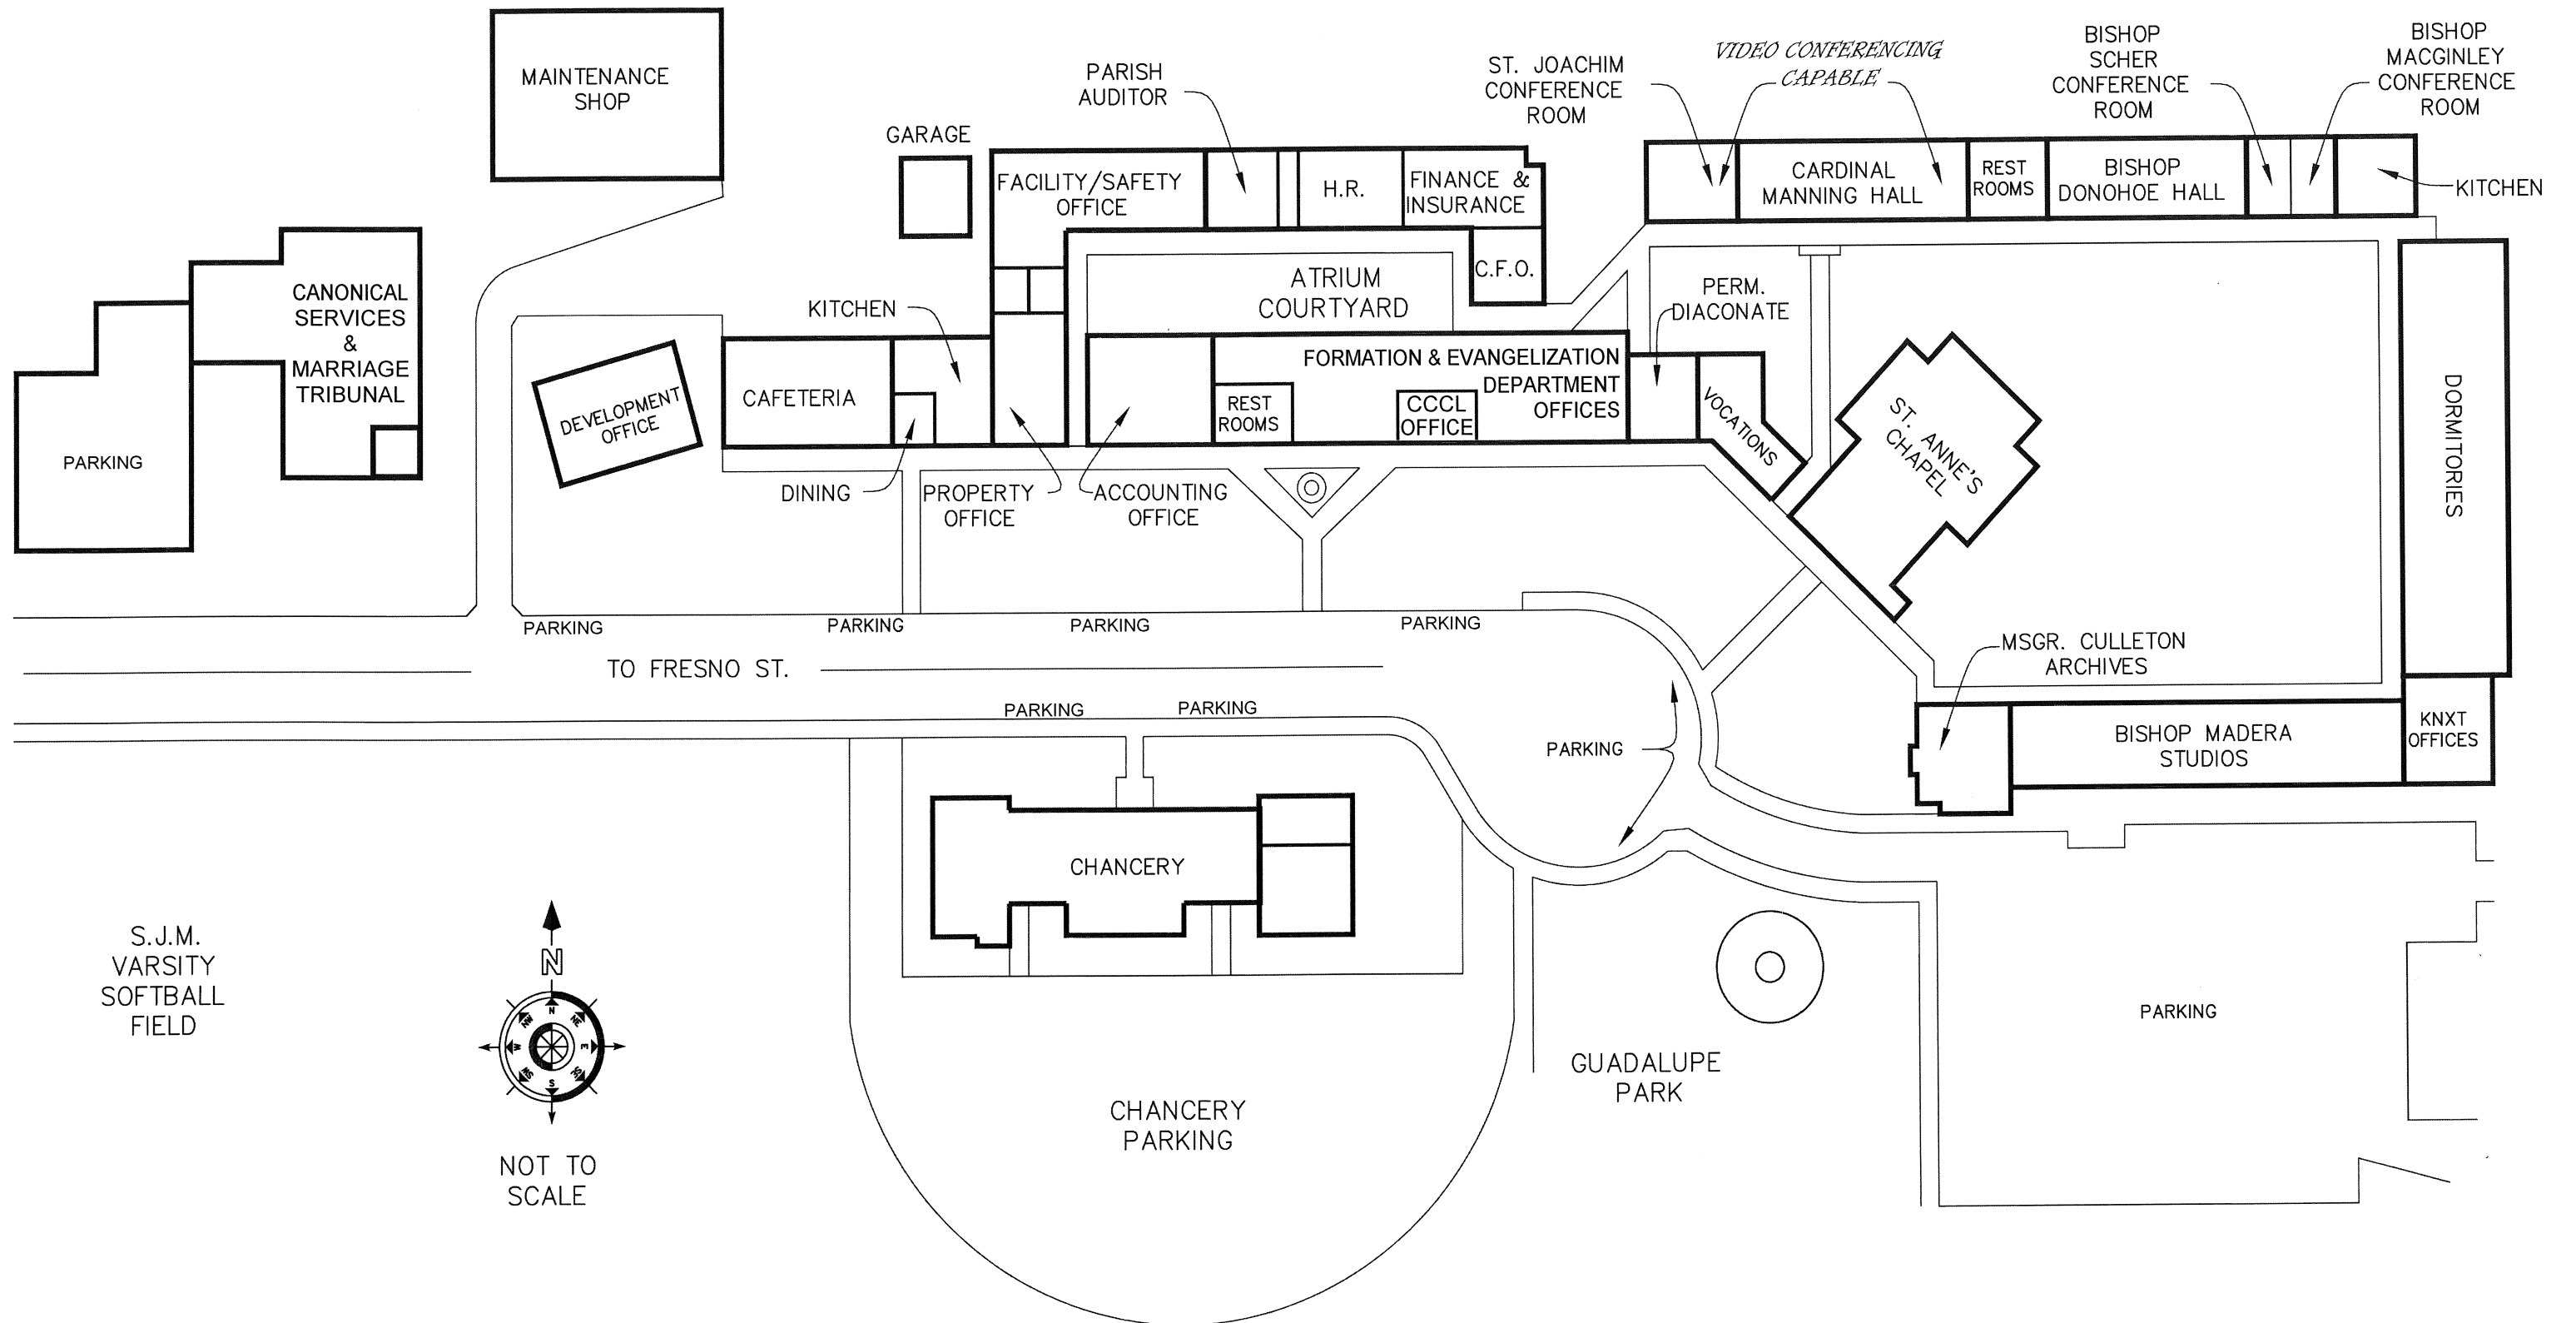 MAINTENANCE
SHOP
GARAGE
PARISH
AUDITOR
ST. JOACHIM
CONFERENCE
ROOM
VIDEO CONFERENCING
CAPABLE
BISHOP
SCHER
CONFERENCE
ROOM
BISHOP
MACGINLEY
CONFERENCE
ROOM
FACILITY/SAFETY
OFFICE
H.R.
FINANCE &
INSURANCE
C.F.O.
CARDINAL
MANNING HALL
REST
ROOMS
BISHOP
DONOHOE HALL
KITCHEN
CANONICAL
SERVICES
&
MARRIAGE
TRIBUNAL
PARKING
DEVELOPMENT
OFFICE
KITCHEN
CAFETERIA
DINING
PROPERTY
OFFICE
ACCOUNTING
OFFICE
ATRIUM
COURTYARD
FORMATION & EVANGELIZATION
DEPARTMENT
OFFICES
REST
ROOMS
CCCL
OFFICE
PERM.
DIACONATE
VOCATIONS
ST. ANNE'S
CHAPEL
DORMITORIES
PARKING
PARKING
PARKING
PARKING
TO FRESNO ST.
PARKING
PARKING
PARKING
MSGR. CULLETON
ARCHIVES
BISHOP MADERA
STUDIOS
KNXT
OFFICES
CHANCERY
S.J.M.
VARSITY
SOFTBALL
FIELD
N
N
NE
E
SE
S
SW
W
NW
NOT TO
SCALE
CHANCERY
PARKING
GUADALUPE
PARK
PARKING